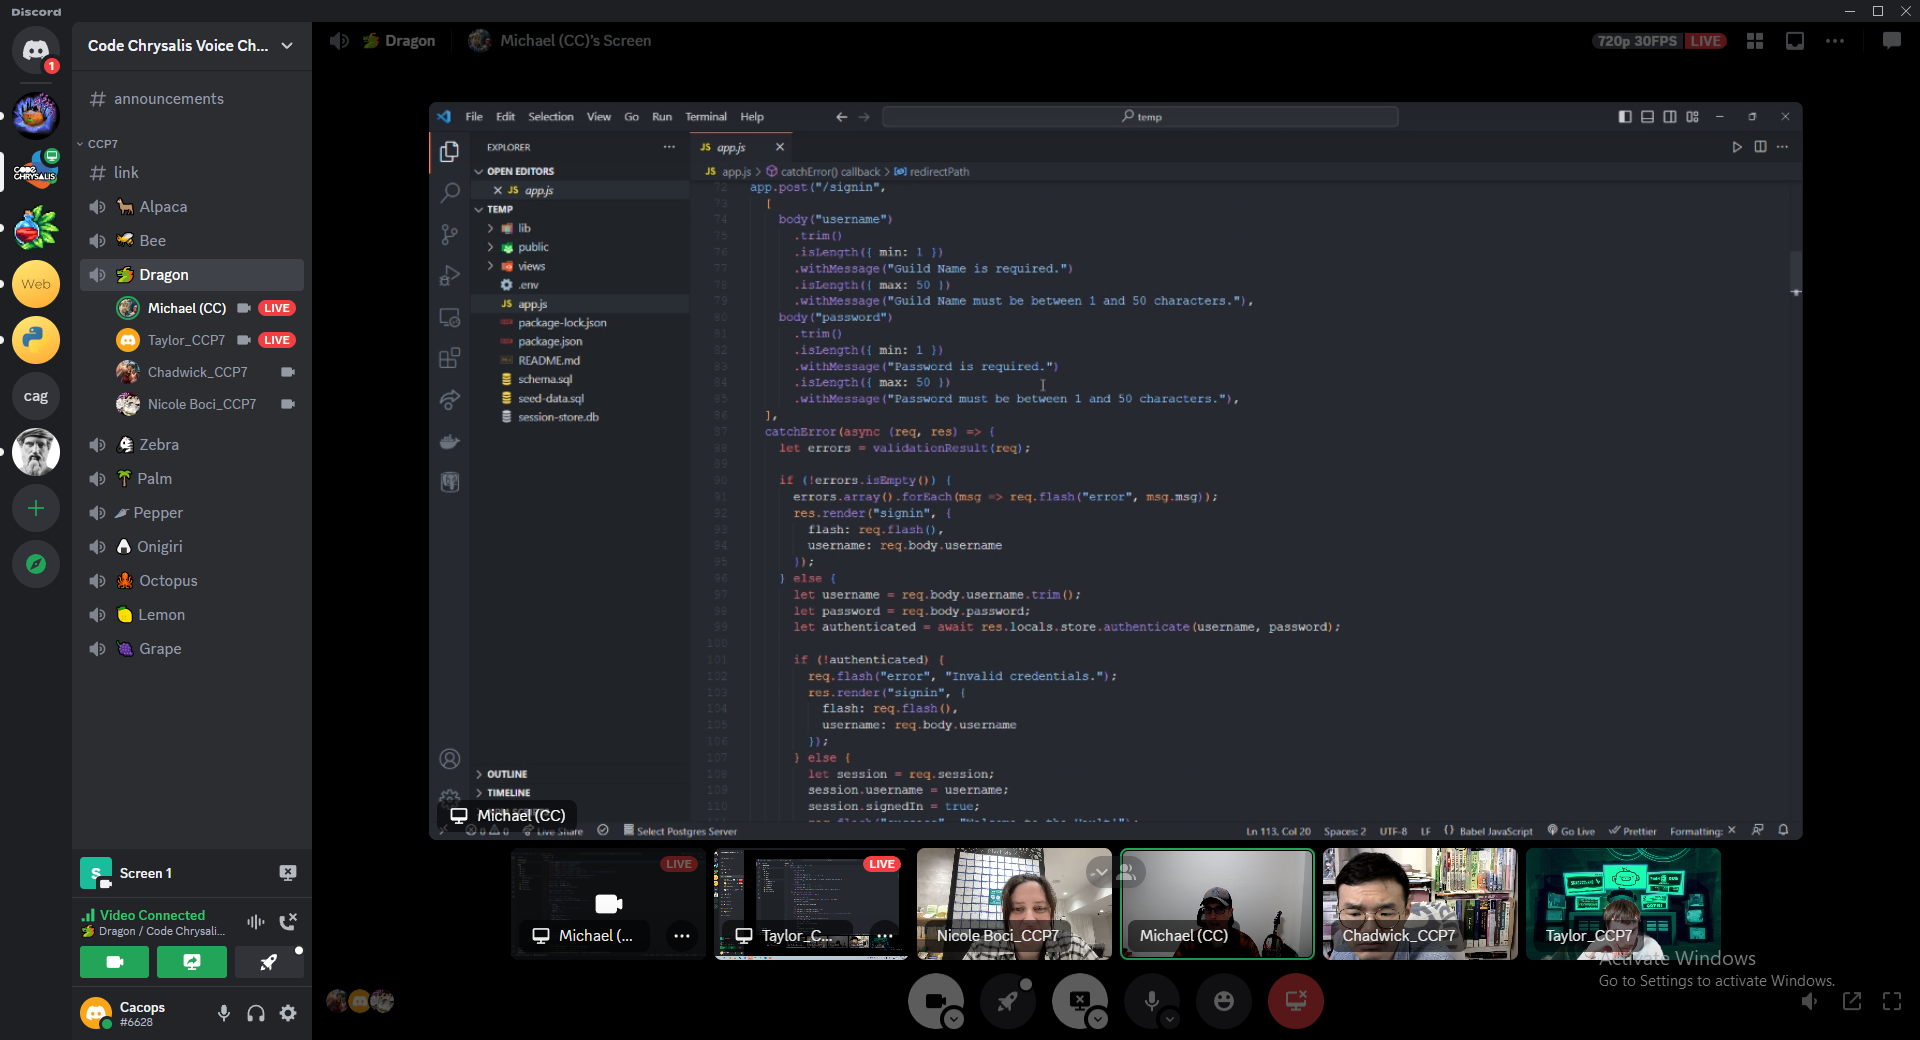 Discord
Code Chrysalis Voice Ch...
1
# announcements
CCP7
# link
Alpaca
Bee
Dragon
Michael (CC) LIVE
Taylor_CCP7 LIVE
Chadwick_CCP7
Nicole Boci_CCP7
Zebra
Palm
Pepper
Onigiri
Octopus
Lemon
Grape
CODE CHRYSALIS
Web
cag
S
Screen 1
Video Connected
Dragon / Code Chrysali...
Cacops
#6628
Dragon
Michael (CC)'s Screen
720p 30FPS LIVE
File Edit Selection View Go Run Terminal Help
temp
EXPLORER
OPEN EDITORS
JS app.js
TEMP
lib
public
views
.env
JS app.js
package-lock.json
package.json
README.md
schema.sql
seed-data.sql
session-store.db
OUTLINE
TIMELINE
JS app.js
JS app.js > catchError() callback > redirectPath
72 app.post("/signin",
73 [
74 body("username")
75 .trim()
76 .isLength({ min: 1 })
77 .withMessage("Guild Name is required.")
78 .isLength({ max: 50 })
79 .withMessage("Guild Name must be between 1 and 50 characters."),
80 body("password")
81 .trim()
82 .isLength({ min: 1 })
83 .withMessage("Password is required.")
84 .isLength({ max: 50 })
85 .withMessage("Password must be between 1 and 50 characters."),
86 ],
87 catchError(async (req, res) => {
88 let errors = validationResult(req);
89
90 if (!errors.isEmpty()) {
91 errors.array().forEach(msg => req.flash("error", msg.msg));
92 res.render("signin", {
93 flash: req.flash(),
94 username: req.body.username
95 });
96 } else {
97 let username = req.body.username.trim();
98 let password = req.body.password;
99 let authenticated = await res.locals.store.authenticate(username, password);
100
101 if (!authenticated) {
102 req.flash("error", "Invalid credentials.");
103 res.render("signin", {
104 flash: req.flash(),
105 username: req.body.username
106 });
107 } else {
108 let session = req.session;
109 session.username = username;
110 session.signedIn = true;
Michael (CC)
0 0 Live Share Select Postgres Server
Ln 113, Col 20 Spaces: 2 UTF-8 LF {} Babel JavaScript Go Live Prettier Formatting: ×
LIVE
Michael (...
LIVE
Taylor_C...
Nicole Boci_CCP7
Michael (CC)
Chadwick_CCP7
Taylor_CCP7
Activate Windows
Go to Settings to activate Windows.